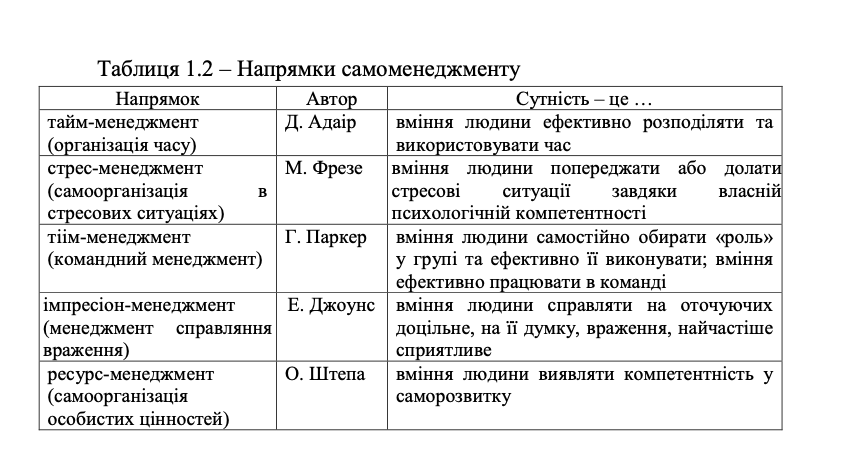 Таблиця 1.2 – Напрямки самоменеджменту
Напрямок Автор Сутність – це …
тайм-менеджмент Д. Адаір вміння людини ефективно розподіляти та
(організація часу) використовувати час
стрес-менеджмент М. Фрезе вміння людини попереджати або долати
(самоорганізація в стресові ситуації завдяки власній
стресових ситуаціях) психологічній компетентності
тіім-менеджмент Г. Паркер вміння людини самостійно обирати «роль»
(командний менеджмент) у групі та ефективно її виконувати; вміння
ефективно працювати в команді
імпресіон-менеджмент Е. Джоунс вміння людини справляти на оточуючих
(менеджмент справляння доцільне, на її думку, враження, найчастіше
враження) сприятливе
ресурс-менеджмент О. Штепа вміння людини виявляти компетентність у
(самоорганізація саморозвитку
особистих цінностей)